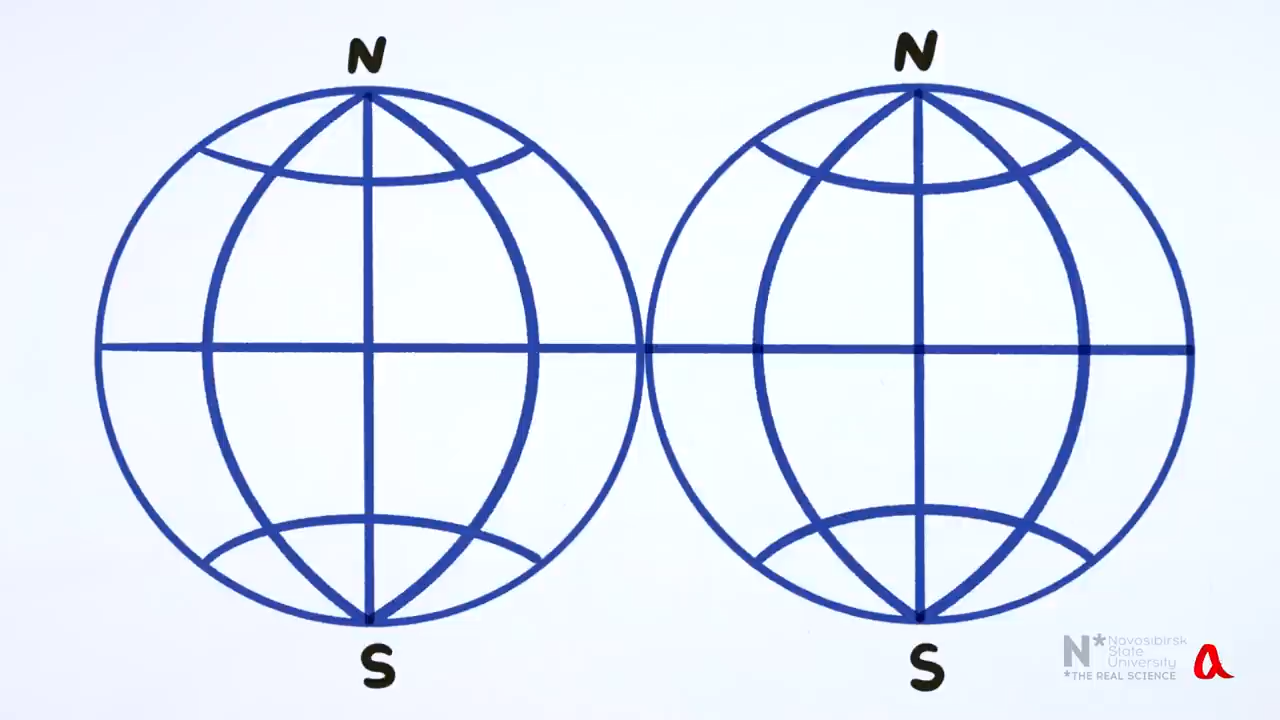 N
N
S
S
N* Novosibirsk
State
University
*THE REAL SCIENCE
a